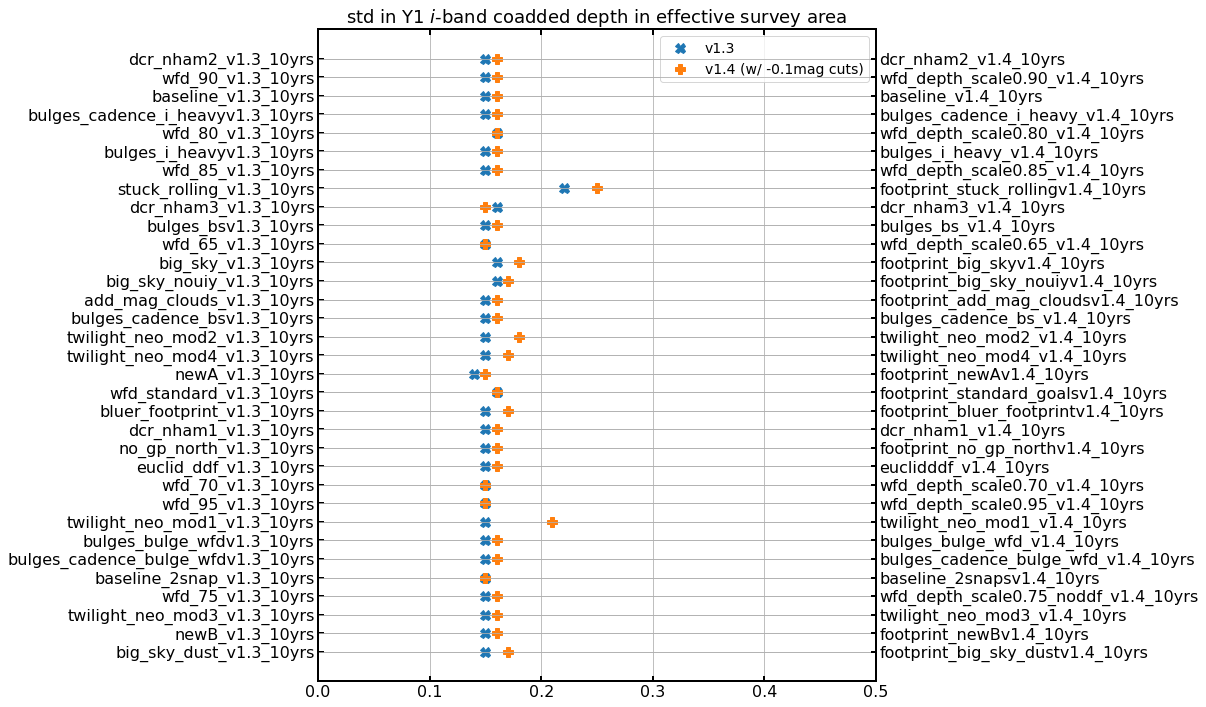 std in Y1 i-band coadded depth in effective survey area
v1.3
v1.4 (w/ -0.1mag cuts)
dcr_nham2_v1.3_10yrs dcr_nham2_v1.4_10yrs
wfd_90_v1.3_10yrs wfd_depth_scale0.90_v1.4_10yrs
baseline_v1.3_10yrs baseline_v1.4_10yrs
bulges_cadence_i_heavyv1.3_10yrs bulges_cadence_i_heavy_v1.4_10yrs
wfd_80_v1.3_10yrs wfd_depth_scale0.80_v1.4_10yrs
bulges_i_heavyv1.3_10yrs bulges_i_heavy_v1.4_10yrs
wfd_85_v1.3_10yrs wfd_depth_scale0.85_v1.4_10yrs
stuck_rolling_v1.3_10yrs footprint_stuck_rollingv1.4_10yrs
dcr_nham3_v1.3_10yrs dcr_nham3_v1.4_10yrs
bulges_bsv1.3_10yrs bulges_bs_v1.4_10yrs
wfd_65_v1.3_10yrs wfd_depth_scale0.65_v1.4_10yrs
big_sky_v1.3_10yrs footprint_big_skyv1.4_10yrs
big_sky_nouiy_v1.3_10yrs footprint_big_sky_nouiyv1.4_10yrs
add_mag_clouds_v1.3_10yrs footprint_add_mag_cloudsv1.4_10yrs
bulges_cadence_bsv1.3_10yrs bulges_cadence_bs_v1.4_10yrs
twilight_neo_mod2_v1.3_10yrs twilight_neo_mod2_v1.4_10yrs
twilight_neo_mod4_v1.3_10yrs twilight_neo_mod4_v1.4_10yrs
newA_v1.3_10yrs footprint_newAv1.4_10yrs
wfd_standard_v1.3_10yrs footprint_standard_goalsv1.4_10yrs
bluer_footprint_v1.3_10yrs footprint_bluer_footprintv1.4_10yrs
dcr_nham1_v1.3_10yrs dcr_nham1_v1.4_10yrs
no_gp_north_v1.3_10yrs footprint_no_gp_northv1.4_10yrs
euclid_ddf_v1.3_10yrs euclidddf_v1.4_10yrs
wfd_70_v1.3_10yrs wfd_depth_scale0.70_v1.4_10yrs
wfd_95_v1.3_10yrs wfd_depth_scale0.95_v1.4_10yrs
twilight_neo_mod1_v1.3_10yrs twilight_neo_mod1_v1.4_10yrs
bulges_bulge_wfdv1.3_10yrs bulges_bulge_wfd_v1.4_10yrs
bulges_cadence_bulge_wfdv1.3_10yrs bulges_cadence_bulge_wfd_v1.4_10yrs
baseline_2snap_v1.3_10yrs baseline_2snapsv1.4_10yrs
wfd_75_v1.3_10yrs wfd_depth_scale0.75_noddf_v1.4_10yrs
twilight_neo_mod3_v1.3_10yrs twilight_neo_mod3_v1.4_10yrs
newB_v1.3_10yrs footprint_newBv1.4_10yrs
big_sky_dust_v1.3_10yrs footprint_big_sky_dustv1.4_10yrs
0.0 0.1 0.2 0.3 0.4 0.5